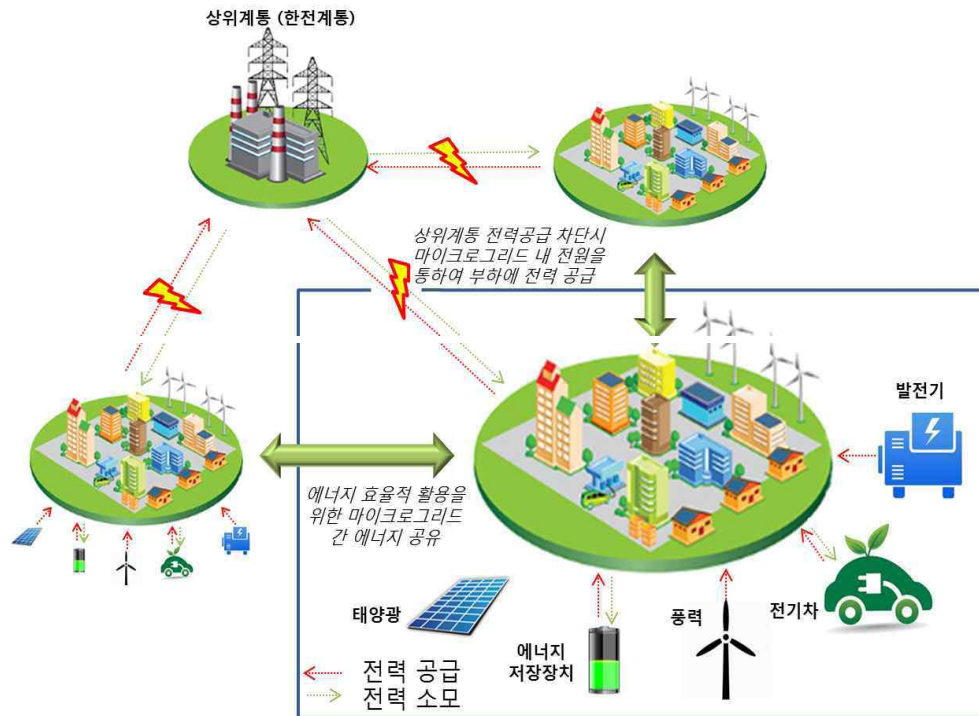 상위계통 (한전계통)
상위계통 전력공급 차단시
마이크로그리드 내 전원을
통하여 부하에 전력 공급
발전기
에너지 효율적 활용을
위한 마이크로그리드
간 에너지 공유
태양광
에너지
저장장치
풍력
전기차
전력 공급
전력 소모